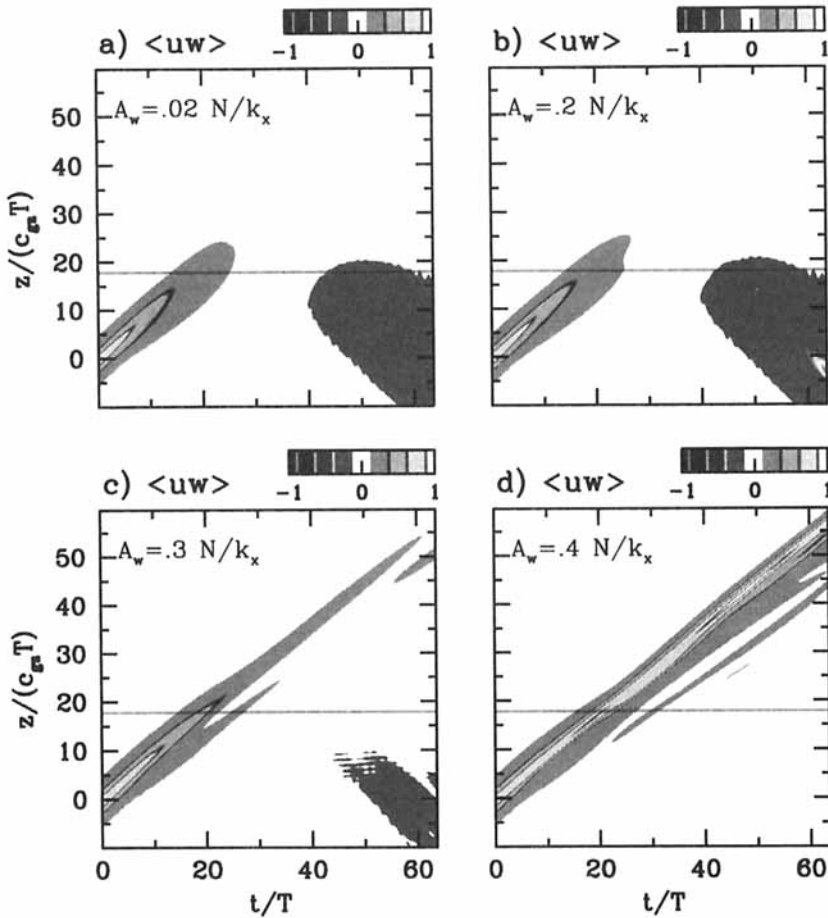 a) <uw>
-1 0 1
A_w=.02 N/k_x
50
40
30
20
10
0
z/(c_gz T)
b) <uw>
-1 0 1
A_w=.2 N/k_x
c) <uw>
-1 0 1
A_w=.3 N/k_x
50
40
30
20
10
0
z/(c_gz T)
0 20 40 60
t/T
d) <uw>
-1 0 1
A_w=.4 N/k_x
0 20 40 60
t/T